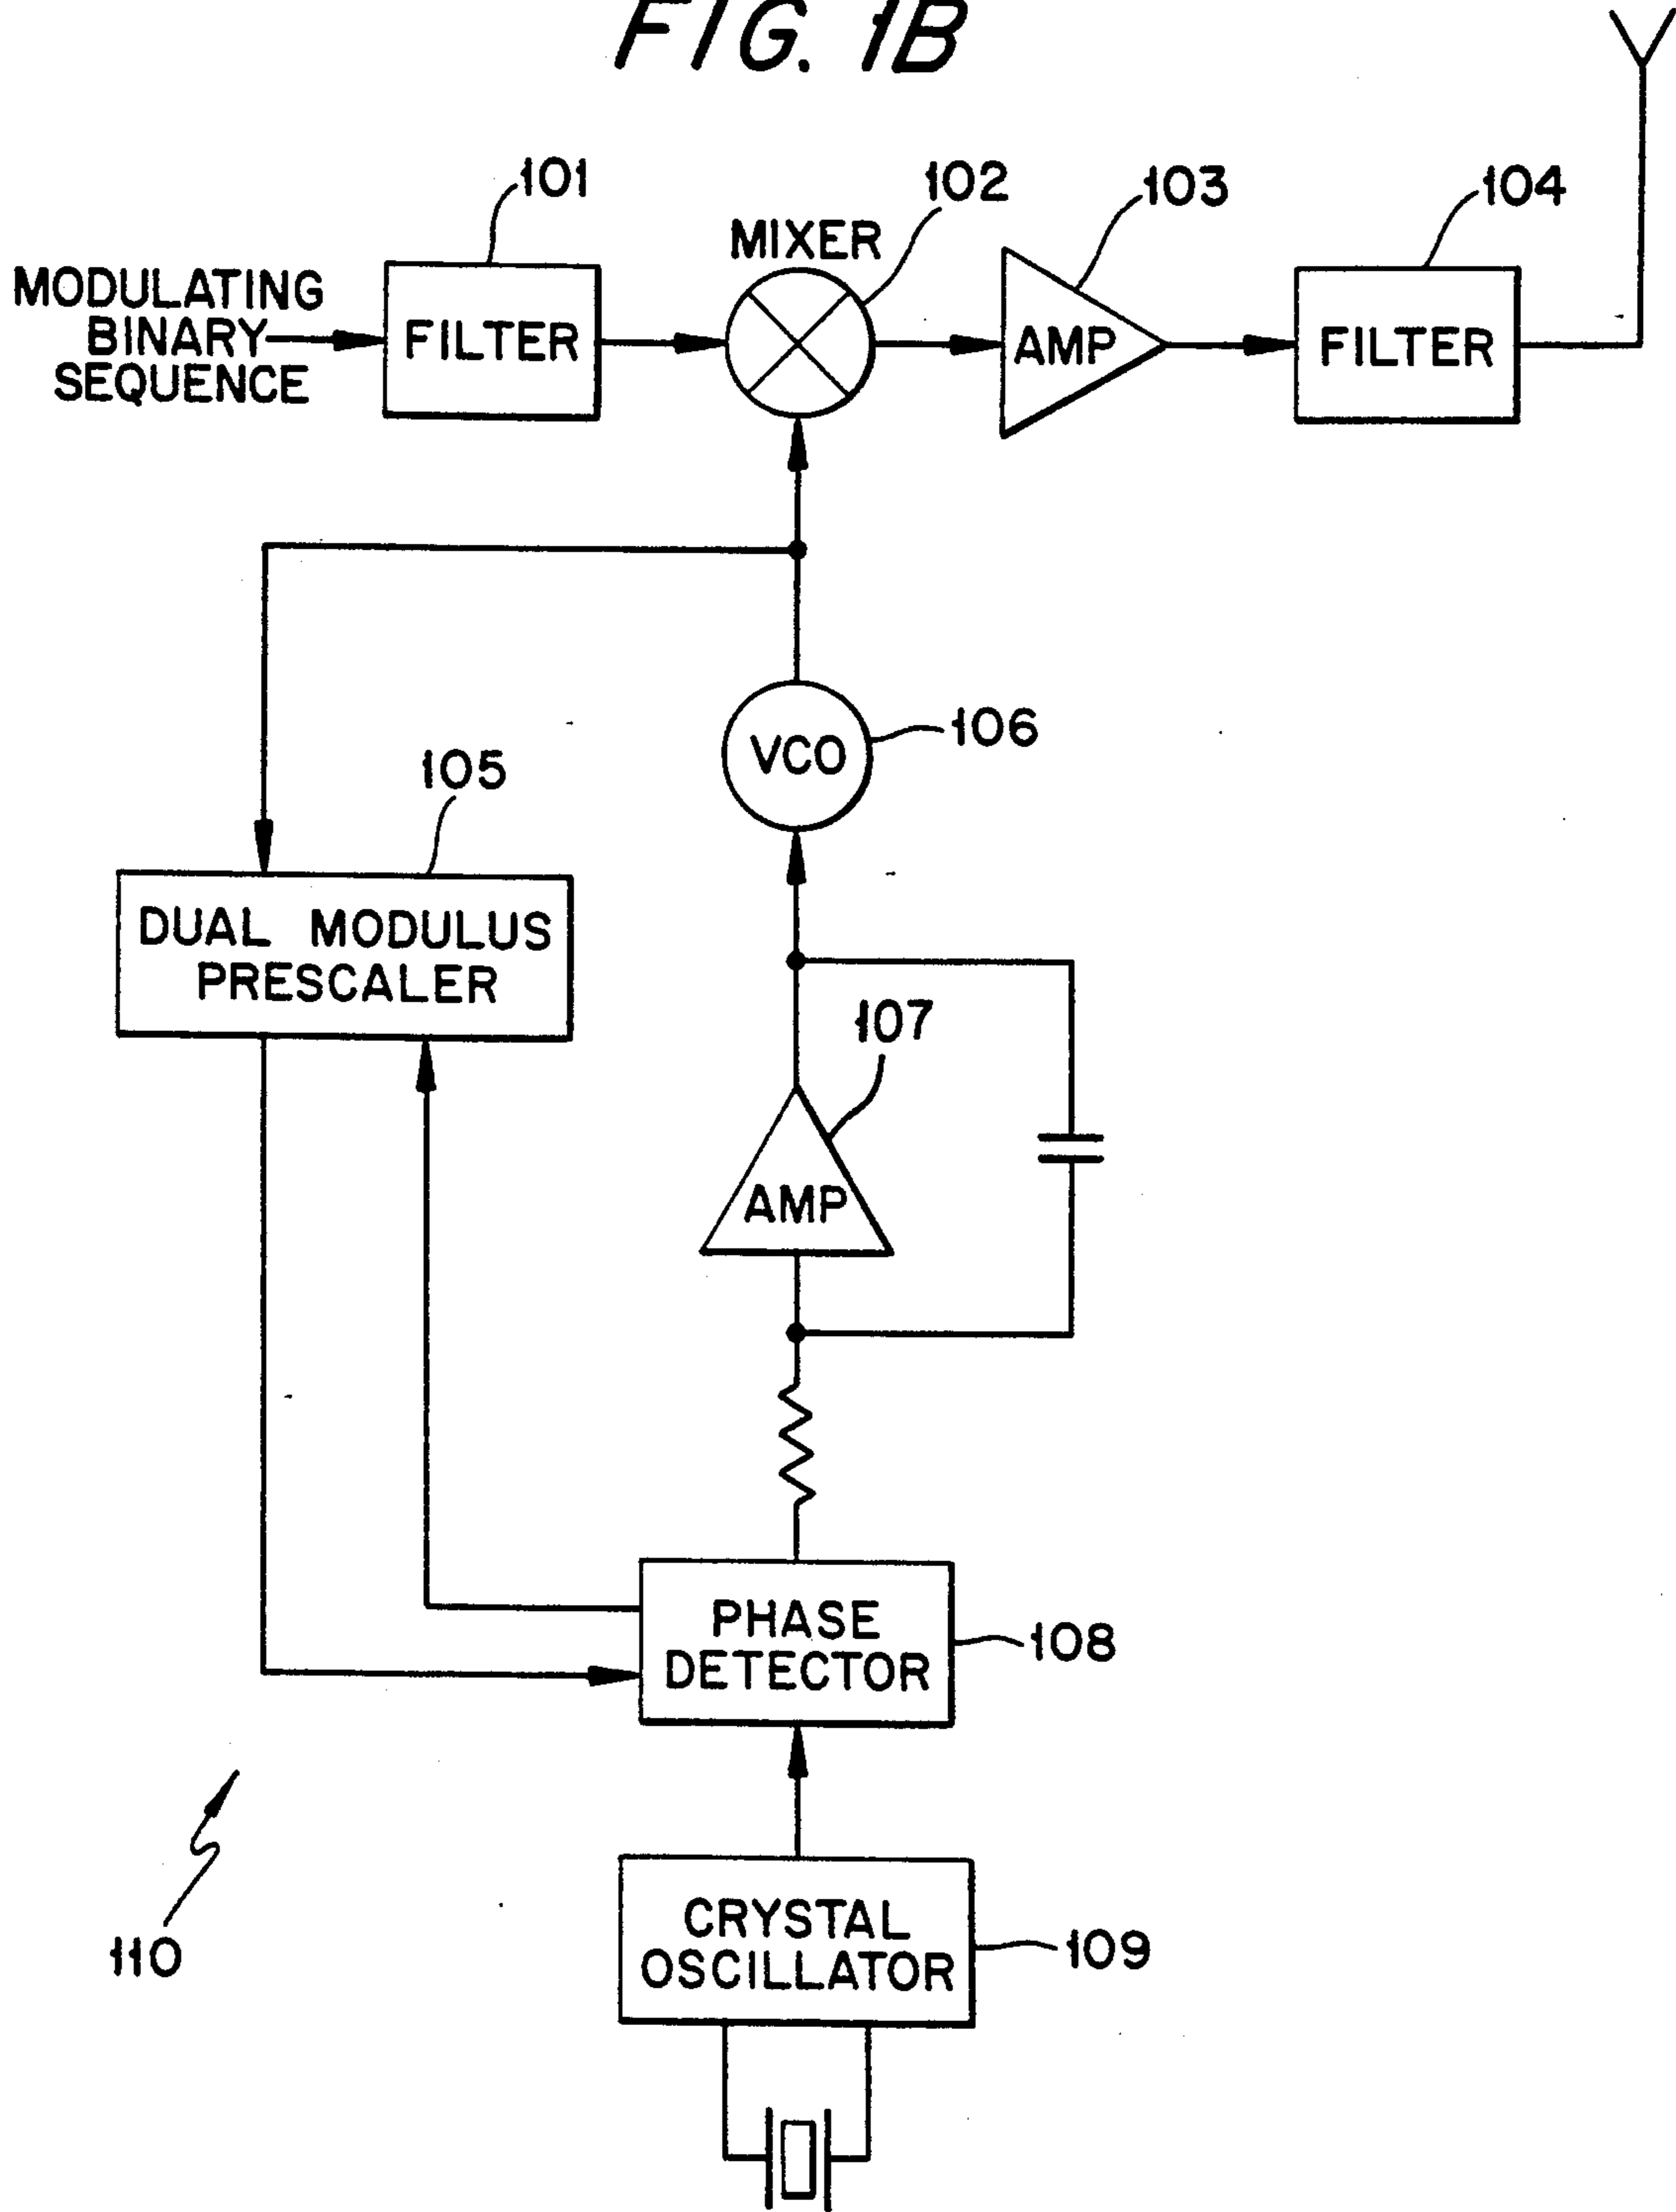 FIG. 1B
101
102
103
104
MIXER
MODULATING
BINARY
SEQUENCE
FILTER
AMP
FILTER
106
VCO
105
DUAL MODULUS
PRESCALER
107
AMP
PHASE
DETECTOR
108
110
CRYSTAL
OSCILLATOR
109